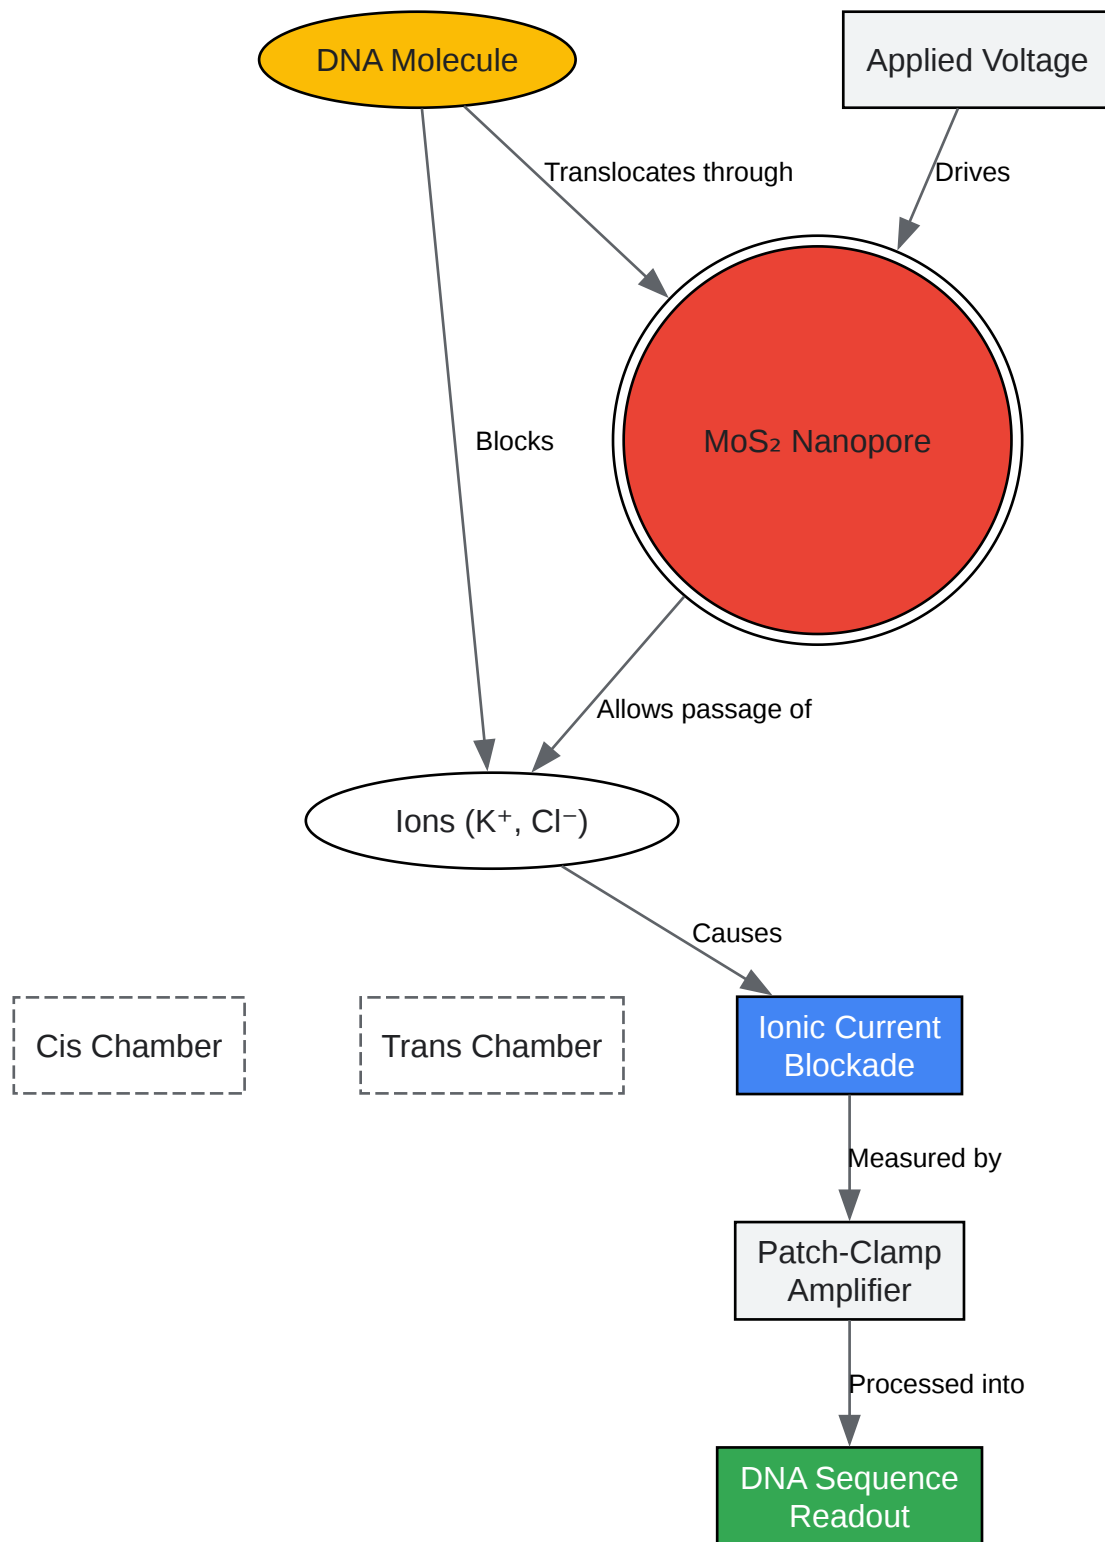 DNA Molecule
Applied Voltage
Translocates through
Drives
MoS₂ Nanopore
Blocks
Allows passage of
Ions (K⁺, Cl⁻)
Causes
Cis Chamber
Trans Chamber
Ionic Current
Blockade
Measured by
Patch-Clamp
Amplifier
Processed into
DNA Sequence
Readout